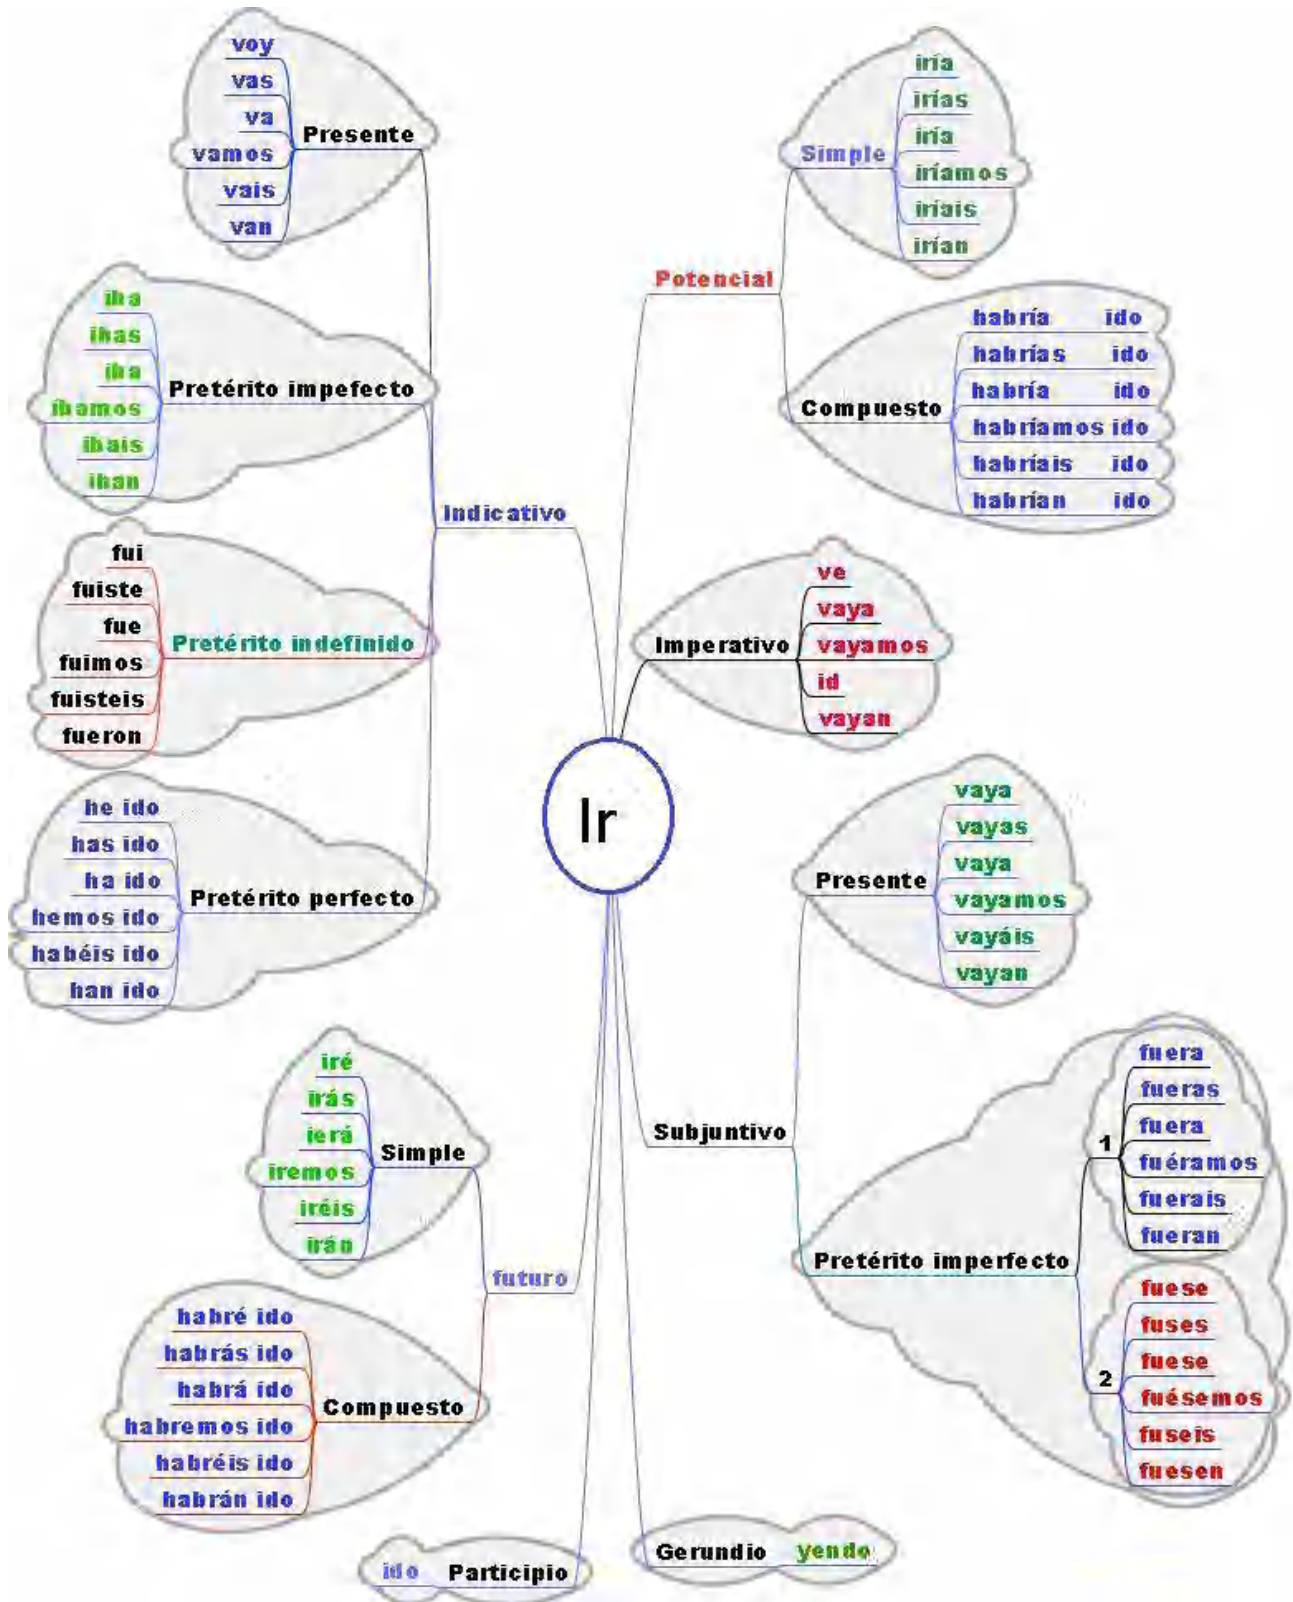 voy
vas
va
vamos
vais
van
Presente
iba
ibas
iba
íbamos
ibais
iban
Pretérito impefecto
Indicativo
fui
fuiste
fue
fuimos
fuisteis
fueron
Pretérito indefinido
he ido
has ido
ha ido
hemos ido
habéis ido
han ido
Pretérito perfecto
iré
irás
ierá
iremos
iréis
irán
Simple
futuro
habré ido
habrás ido
habrá ido
habremos ido
habréis ido
habrán ido
Compuesto
ido Participio
Ir
Potencial
Simple
iría
irías
iría
iríamos
iríais
irían
Compuesto
habría ido
habrías ido
habría ido
habríamos ido
habríais ido
habrían ido
Imperativo
ve
vaya
vayamos
id
vayan
Subjuntivo
Presente
vaya
vayas
vaya
vayamos
vayáis
vayan
Pretérito imperfecto
1
fuera
fueras
fuera
fuéramos
fuerais
fueran
2
fuese
fuses
fuese
fuésemos
fuseis
fuesen
Gerundio yendo